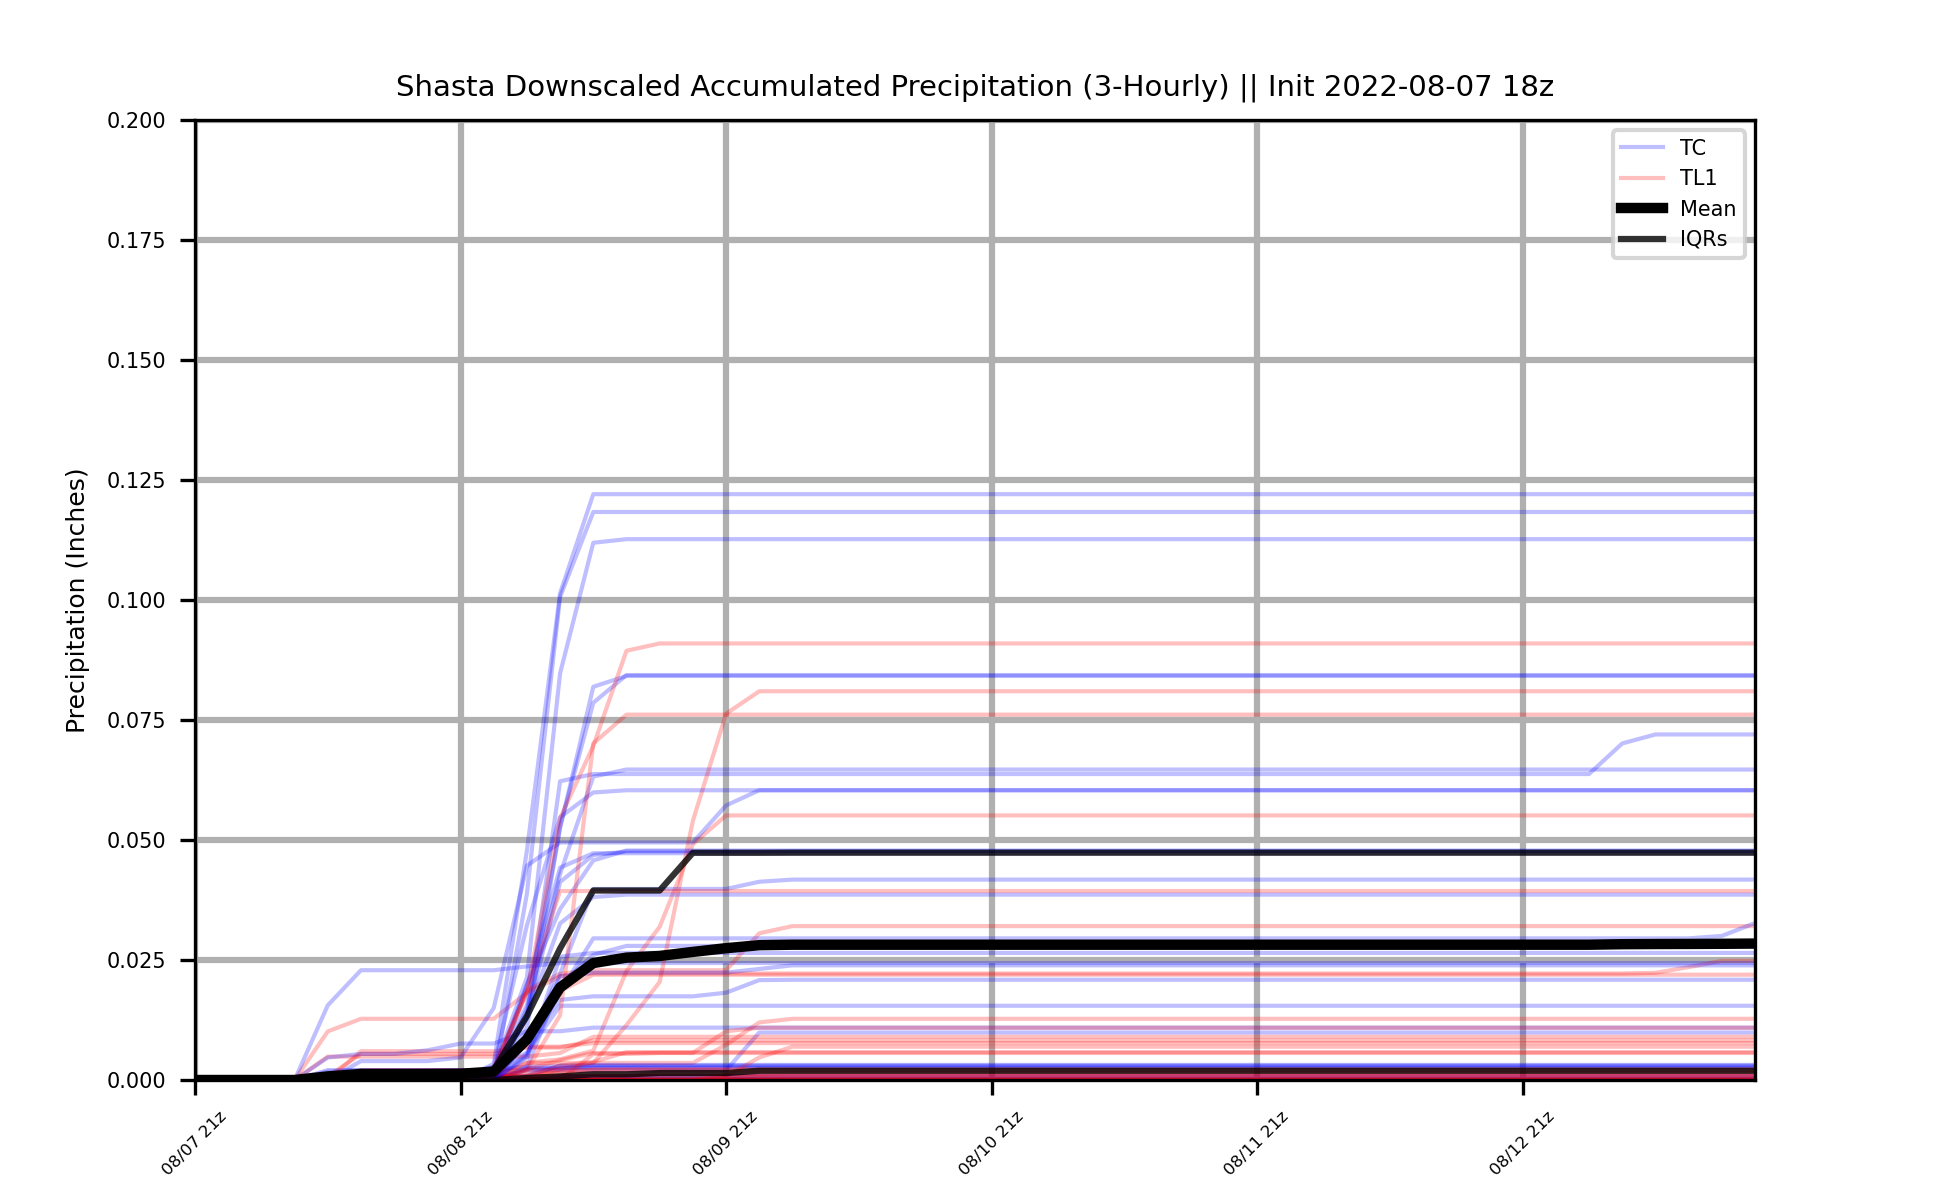 Shasta Downscaled Accumulated Precipitation (3-Hourly) || Init 2022-08-07 18z
0.200
0.175
0.150
0.125
0.100
0.075
0.050
0.025
0.000
Precipitation (Inches)
TC
TL1
Mean
IQRs
08/07 21z
08/08 21z
08/09 21z
08/10 21z
08/11 21z
08/12 21z